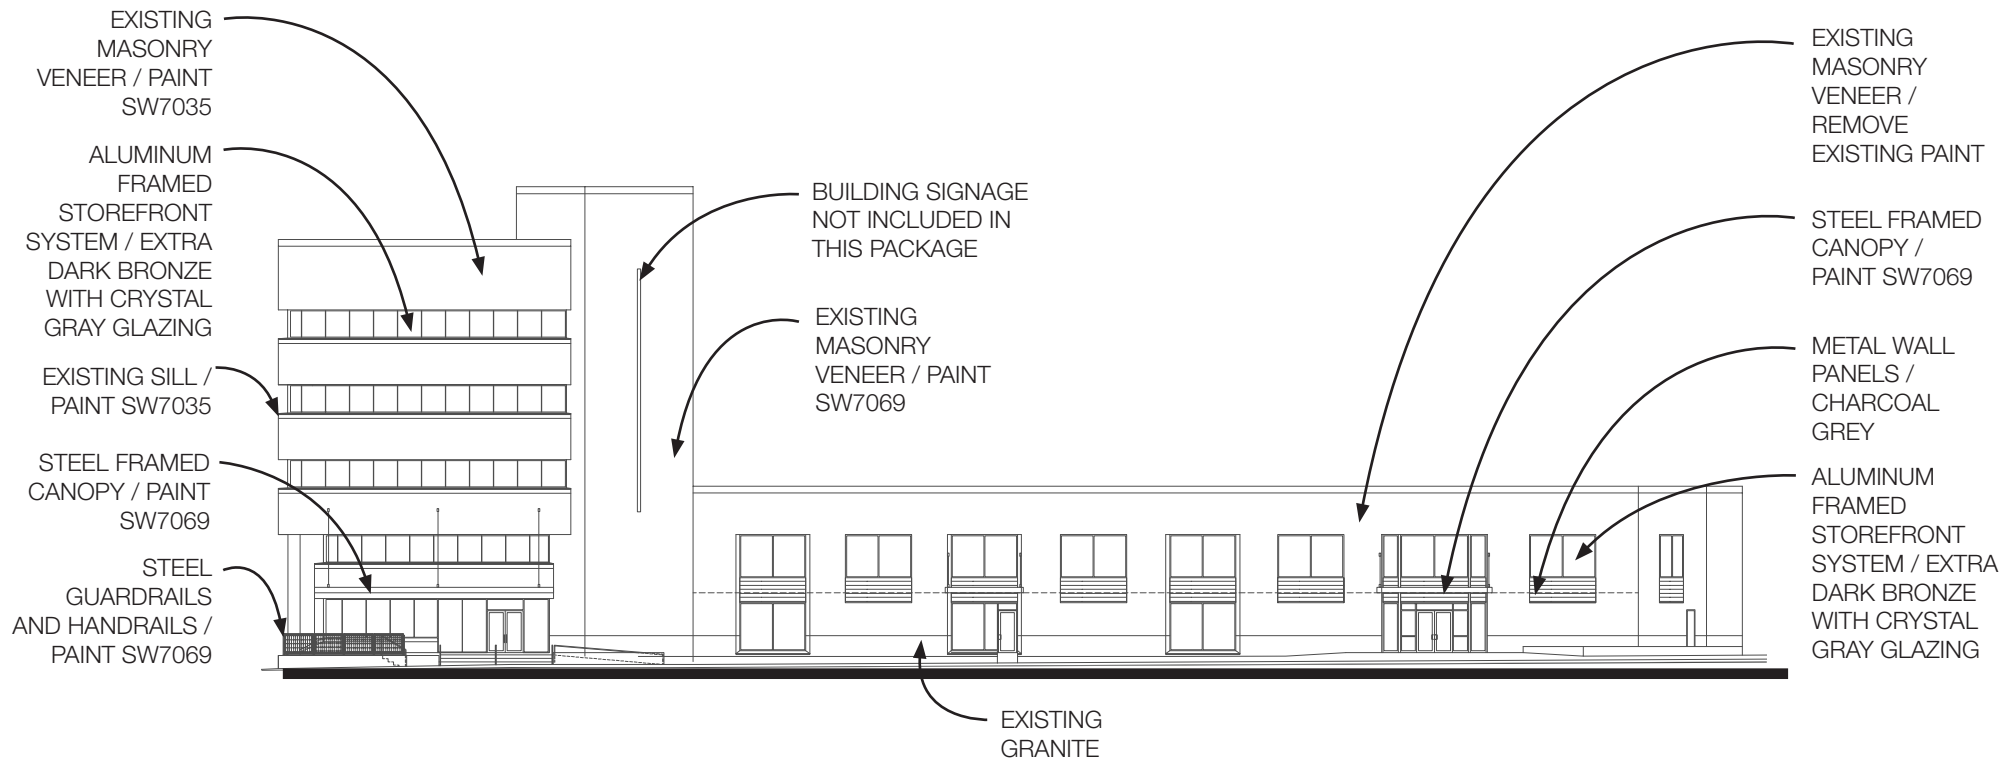 EXISTING
MASONRY
VENEER / PAINT
SW7035
ALUMINUM
FRAMED
STOREFRONT
SYSTEM / EXTRA
DARK BRONZE
WITH CRYSTAL
GRAY GLAZING
EXISTING SILL /
PAINT SW7035
STEEL FRAMED
CANOPY / PAINT
SW7069
STEEL
GUARDRAILS
AND HANDRAILS /
PAINT SW7069
BUILDING SIGNAGE
NOT INCLUDED IN
THIS PACKAGE
EXISTING
MASONRY
VENEER / PAINT
SW7069
EXISTING
GRANITE
EXISTING
MASONRY
VENEER /
REMOVE
EXISTING PAINT
STEEL FRAMED
CANOPY /
PAINT SW7069
METAL WALL
PANELS /
CHARCOAL
GREY
ALUMINUM
FRAMED
STOREFRONT
SYSTEM / EXTRA
DARK BRONZE
WITH CRYSTAL
GRAY GLAZING